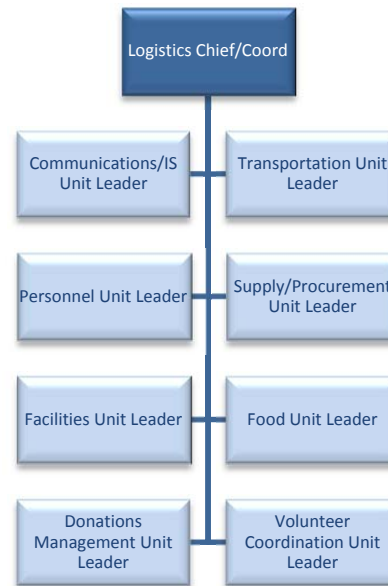 Logistics Chief/Coord
Communications/IS
Unit Leader
Transportation Unit
Leader
Personnel Unit Leader
Supply/Procurement
Unit Leader
Facilities Unit Leader
Food Unit Leader
Donations
Management Unit
Leader
Volunteer
Coordination Unit
Leader